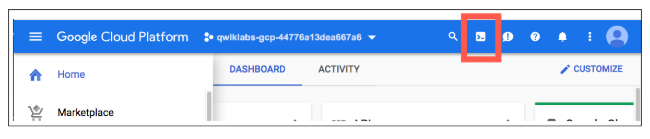 Google Cloud Platform qwiklabs-gcp-44776a13dea667a6
Home DASHBOARD ACTIVITY CUSTOMIZE
Marketplace